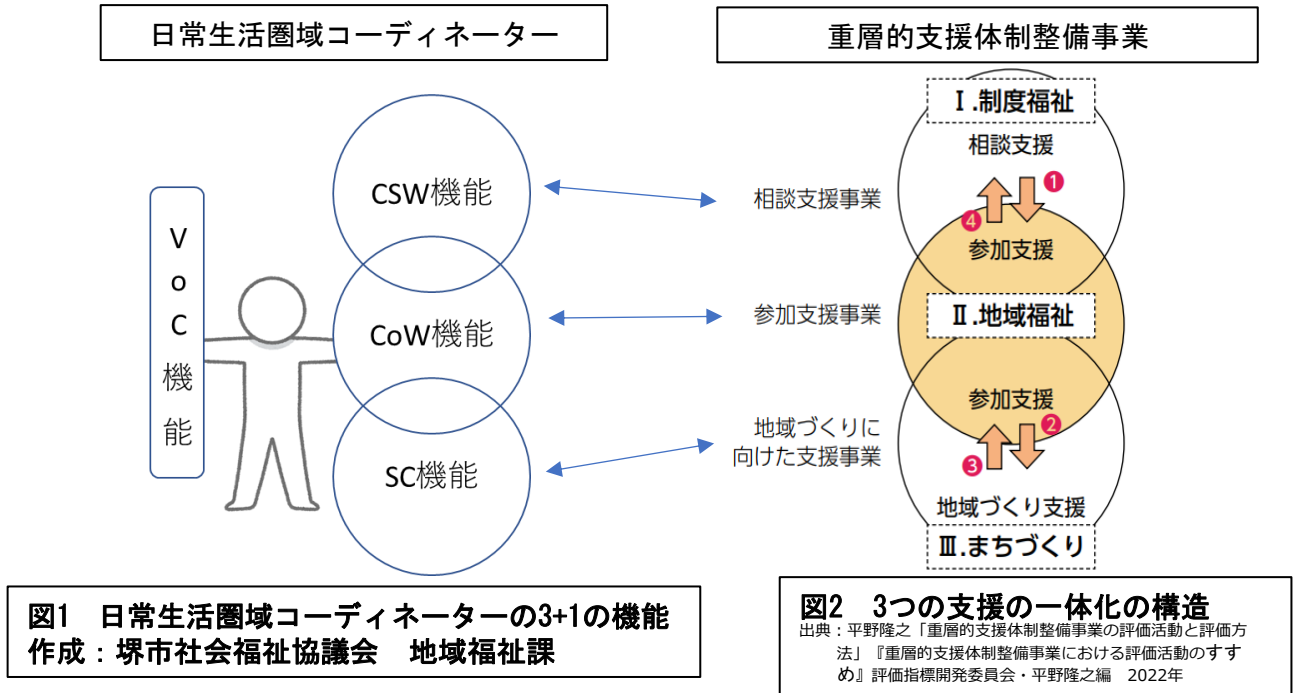 日常生活圏域コーディネーター
重層的支援体制整備事業
VoC機能
CSW機能
CoW機能
SC機能
相談支援事業
参加支援事業
地域づくりに
向けた支援事業
Ⅰ.制度福祉
相談支援
❶
❹
参加支援
Ⅱ.地域福祉
参加支援
❷
❸
地域づくり支援
Ⅲ.まちづくり
図1 日常生活圏域コーディネーターの3+1の機能
作成：堺市社会福祉協議会 地域福祉課
図2 3つの支援の一体化の構造
出典：平野隆之「重層的支援体制整備事業の評価活動と評価方
法」『重層的支援体制整備事業における評価活動のすす
め』評価指標開発委員会・平野隆之編 2022年